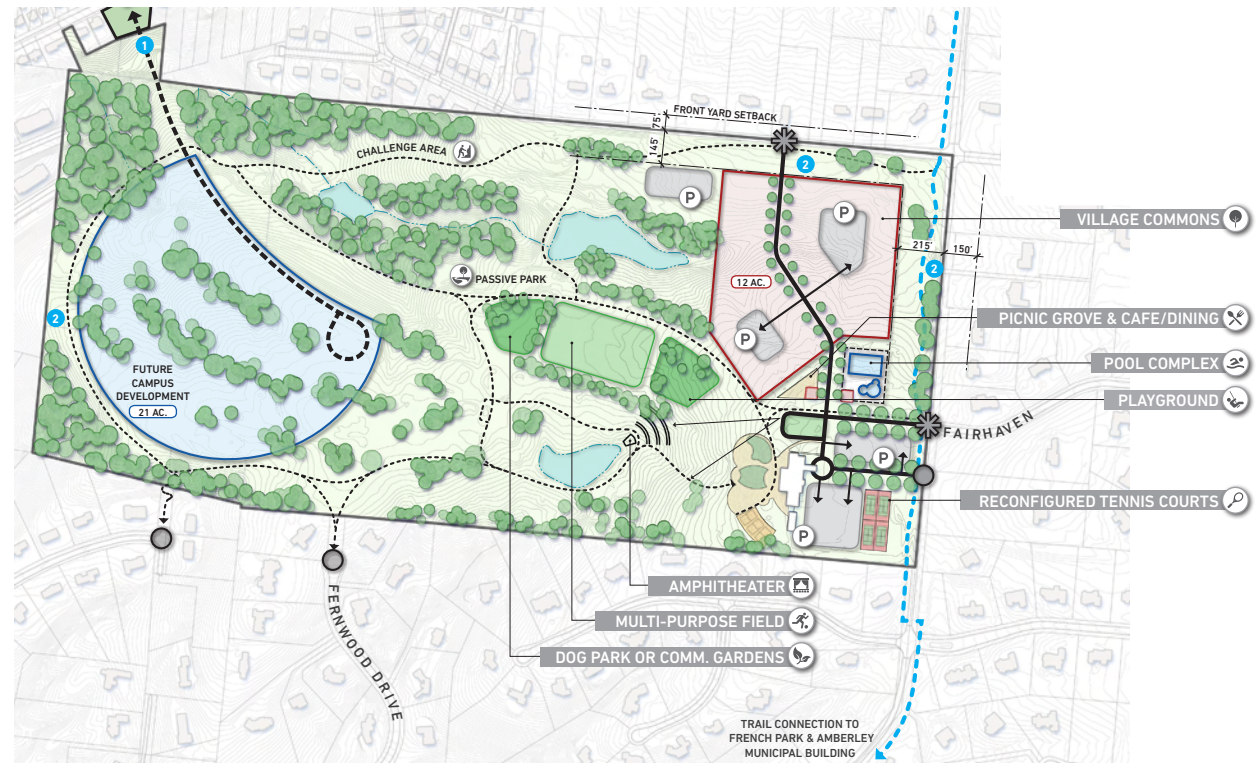 1
FRONT YARD SETBACK
75'
145'
CHALLENGE AREA
2
P
P
VILLAGE COMMONS
215'
150'
2
PASSIVE PARK
12 AC.
2
PICNIC GROVE & CAFE/DINING
P
POOL COMPLEX
FUTURE
CAMPUS
DEVELOPMENT
21 AC.
PLAYGROUND
FAIRHAVEN
P
RECONFIGURED TENNIS COURTS
P
AMPHITHEATER
MULTI-PURPOSE FIELD
DOG PARK OR COMM. GARDENS
FERNWOOD DRIVE
TRAIL CONNECTION TO
FRENCH PARK & AMBERLEY
MUNICIPAL BUILDING